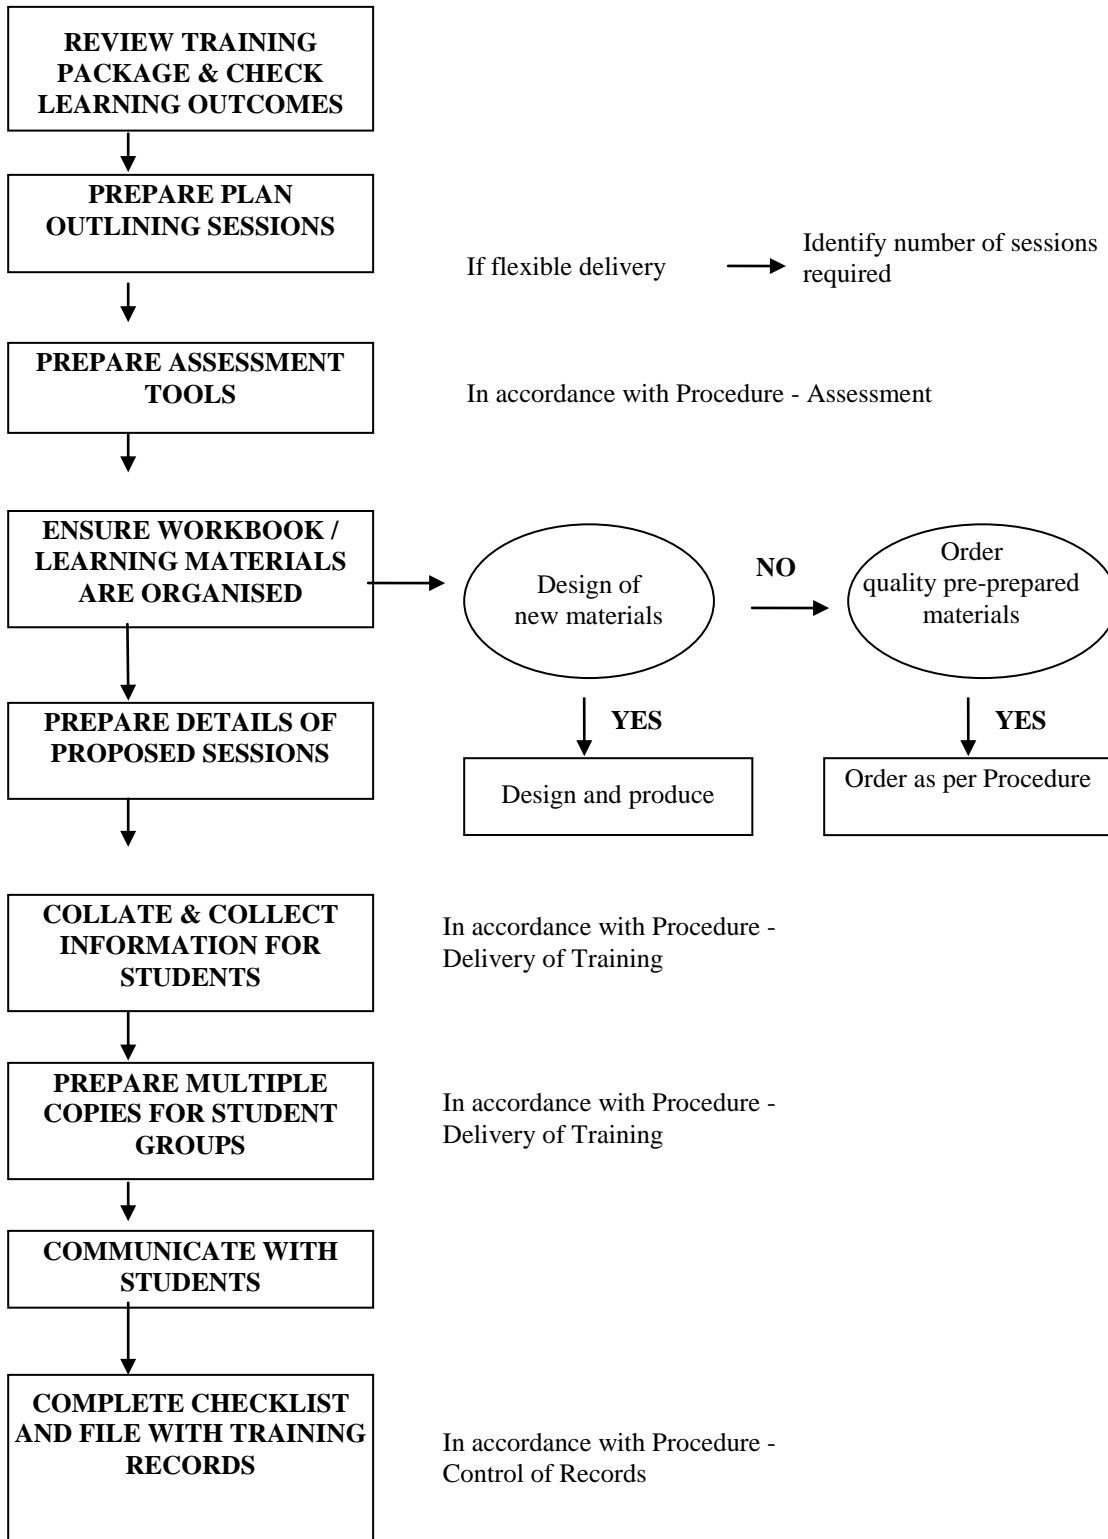 REVIEW TRAINING
PACKAGE & CHECK
LEARNING OUTCOMES
PREPARE PLAN
OUTLINING SESSIONS
If flexible delivery
Identify number of sessions
required
PREPARE ASSESSMENT
TOOLS
In accordance with Procedure - Assessment
ENSURE WORKBOOK /
LEARNING MATERIALS
ARE ORGANISED
Design of
new materials
NO
Order
quality pre-prepared
materials
YES
YES
PREPARE DETAILS OF
PROPOSED SESSIONS
Design and produce
Order as per Procedure
COLLATE & COLLECT
INFORMATION FOR
STUDENTS
In accordance with Procedure -
Delivery of Training
PREPARE MULTIPLE
COPIES FOR STUDENT
GROUPS
In accordance with Procedure -
Delivery of Training
COMMUNICATE WITH
STUDENTS
COMPLETE CHECKLIST
AND FILE WITH TRAINING
RECORDS
In accordance with Procedure -
Control of Records